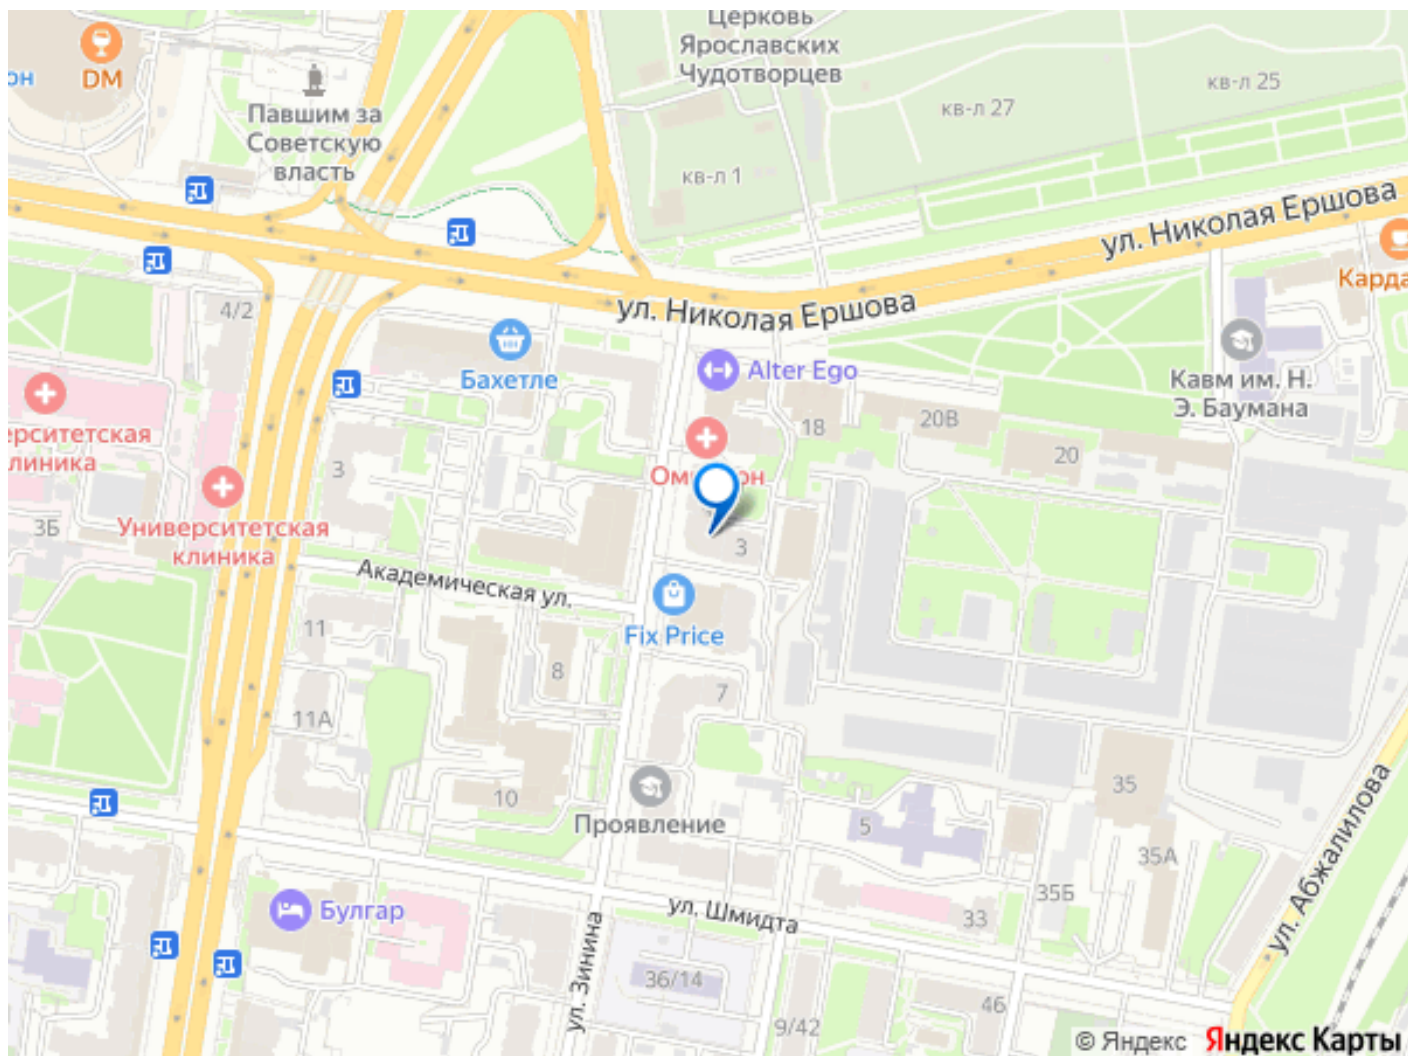 Церковь
Ярославских
Чудотворцев
DM
он
Павшим за
Советскую
власть
кв-л 27
кв-л 25
кв-л 1
ул. Николая Ершова
Карда
4/2
ул. Николая Ершова
Бахетле
Alter Ego
Кавм им. Н.
Э. Баумана
18
20В
20
ерситетская
линика
3
3Б
Университетская
клиника
3
Академическая ул.
Fix Price
11
8
7
11А
10
Проявление
5
35
35А
35Б
33
ул. Абжалилова
Булгар
ул. Шмидта
ул. Зинина
36/14
46
9/42
© Яндекс Яндекс Карты